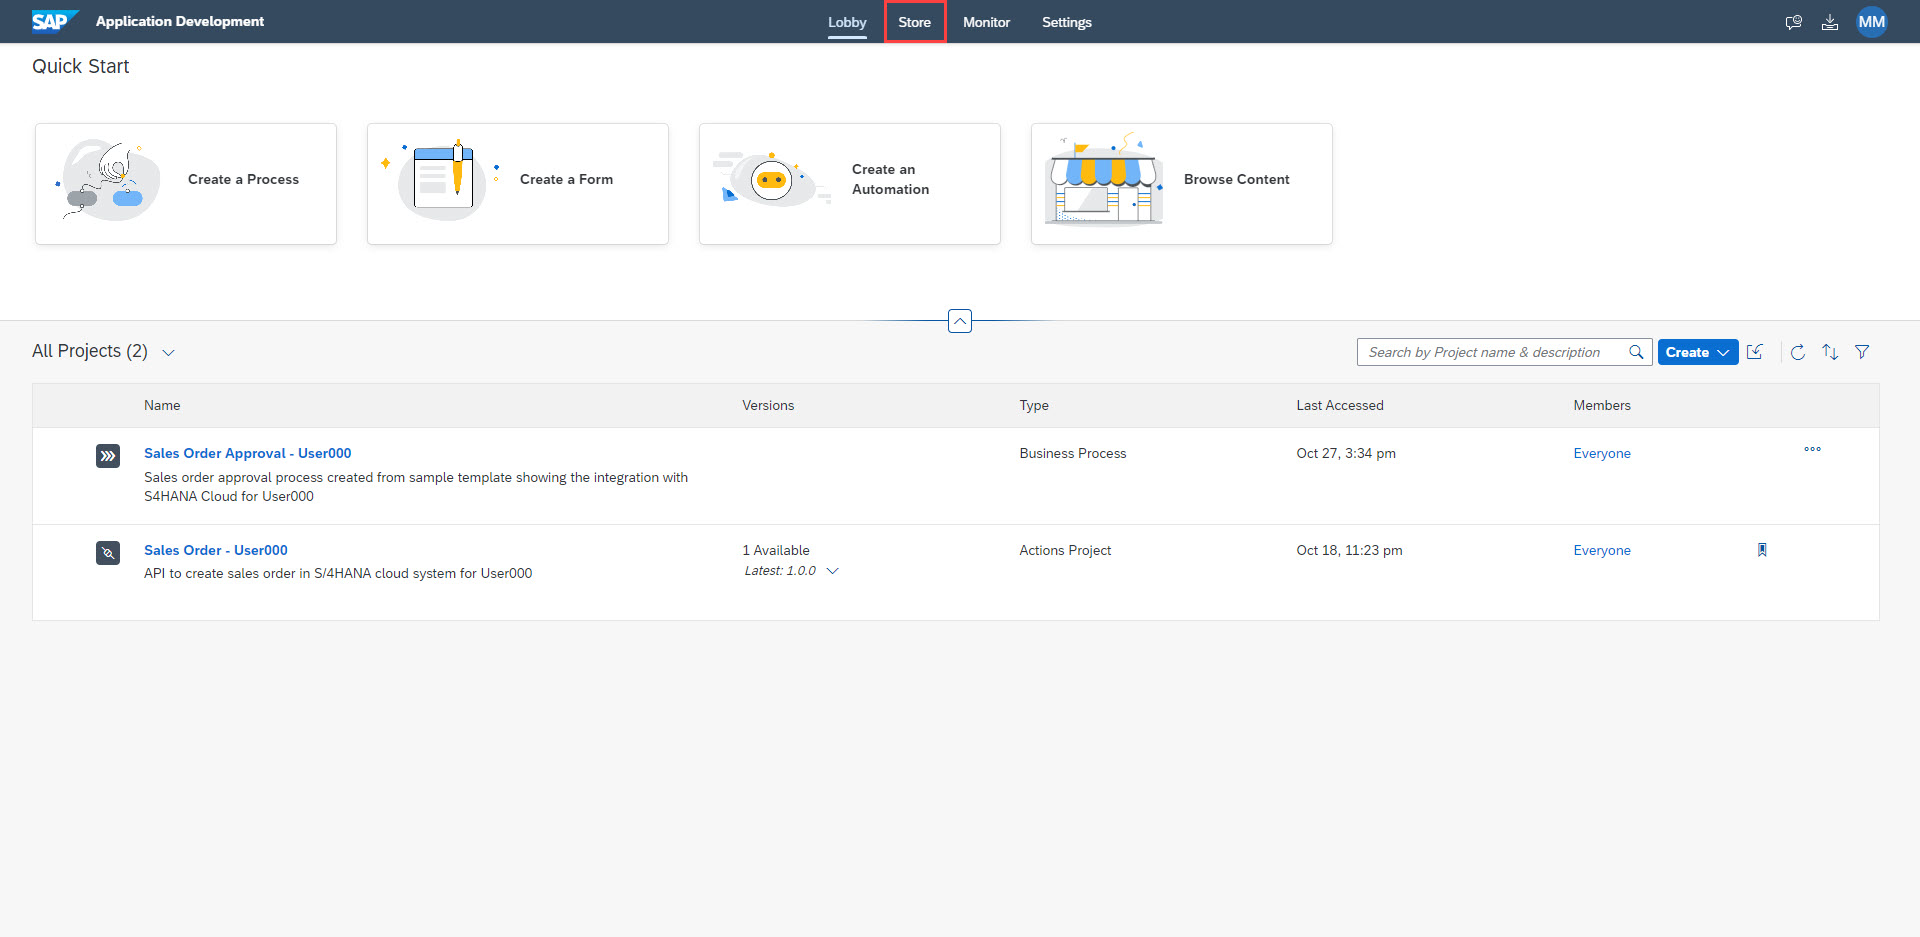 SAP Application Development Lobby Store Monitor Settings MM
Quick Start
Create a Process
Create a Form
Create an
Automation
Browse Content
All Projects (2)
Search by Project name & description
Create
Name Versions Type Last Accessed Members
Sales Order Approval - User000 Business Process Oct 27, 3:34 pm Everyone
Sales order approval process created from sample template showing the integration with
S4HANA Cloud for User000
Sales Order - User000 1 Available Actions Project Oct 18, 11:23 pm Everyone
Latest: 1.0.0
API to create sales order in S/4HANA cloud system for User000